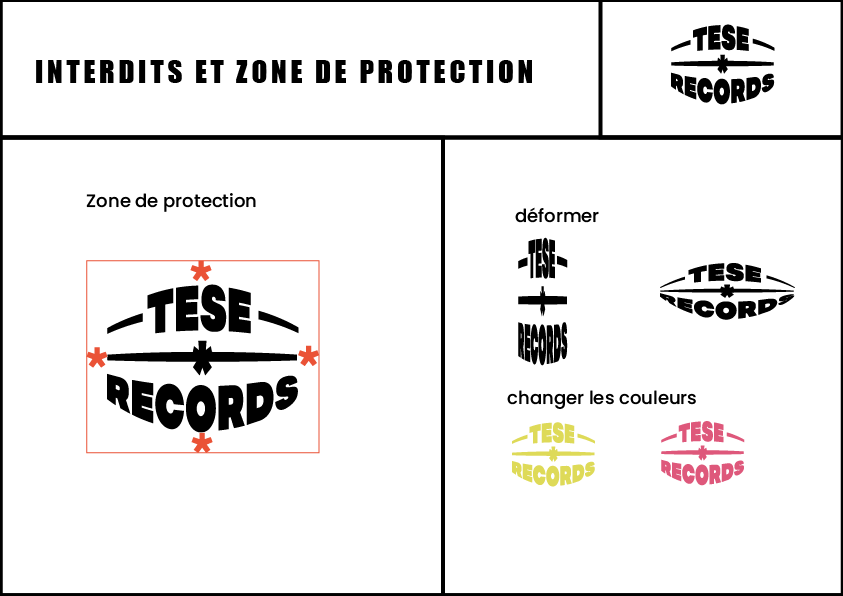 INTERDITS ET ZONE DE PROTECTION
TESE
RECORDS
Zone de protection
TESE
RECORDS
déformer
TESE
RECORDS
TESE
RECORDS
changer les couleurs
TESE
RECORDS
TESE
RECORDS